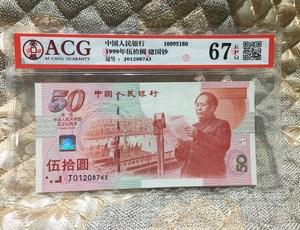 ACG
AI CANG GUARANTY
中国人民银行 10095180
1999年伍拾圆 建国钞
冠号: J01208743
67 EPQ
50
中国人民银行
伍拾圆
J01208743
50